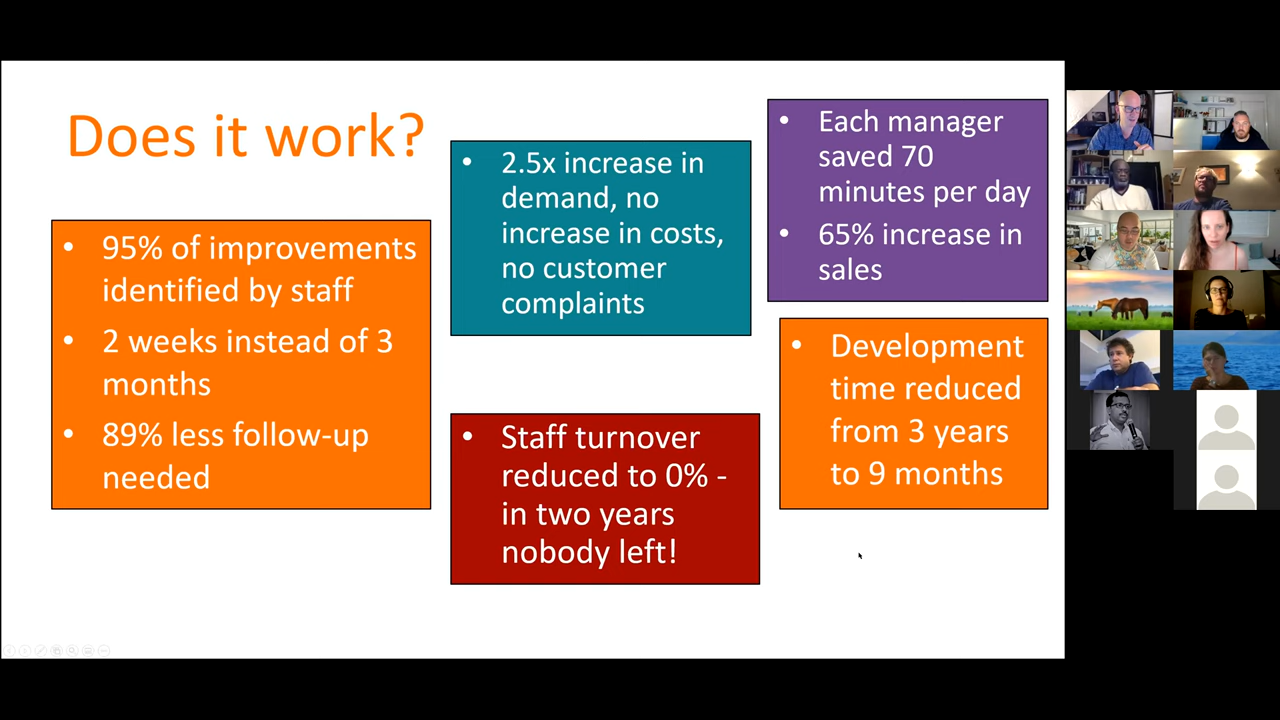 Does it work?
• 95% of improvements
identified by staff
• 2 weeks instead of 3
months
• 89% less follow-up
needed
• 2.5x increase in
demand, no
increase in costs,
no customer
complaints
• Staff turnover
reduced to 0% -
in two years
nobody left!
• Each manager
saved 70
minutes per day
• 65% increase in
sales
• Development
time reduced
from 3 years
to 9 months